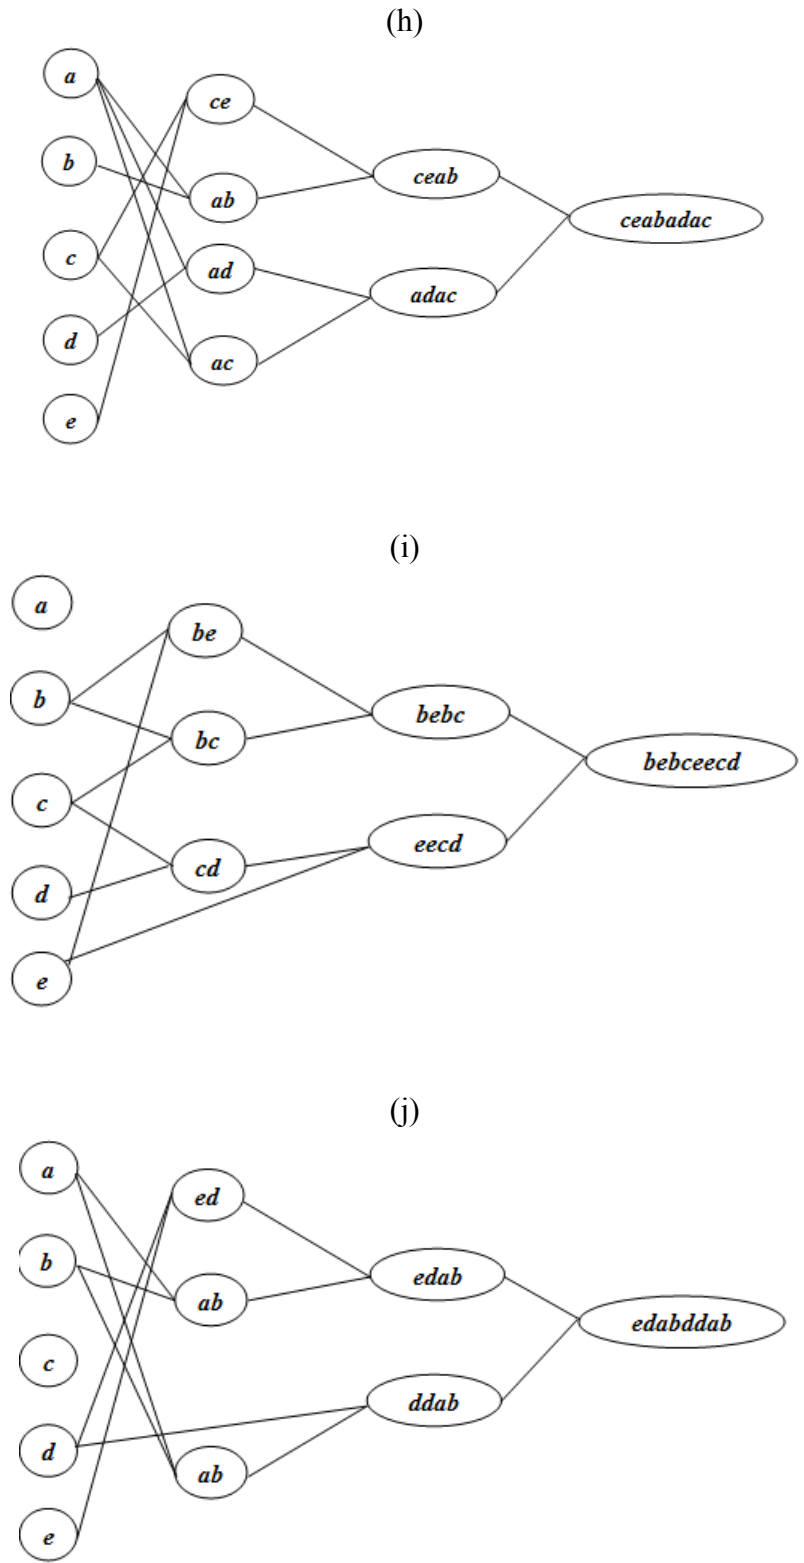 (h)
a
ce
b
ab
ceab
ceabadac
c
ad
adac
d
ac
e
(i)
a
be
b
bc
bebc
bebceecd
c
cd
eecd
d
e
(j)
a
ed
b
ab
edab
edabddab
c
ddab
d
ab
e